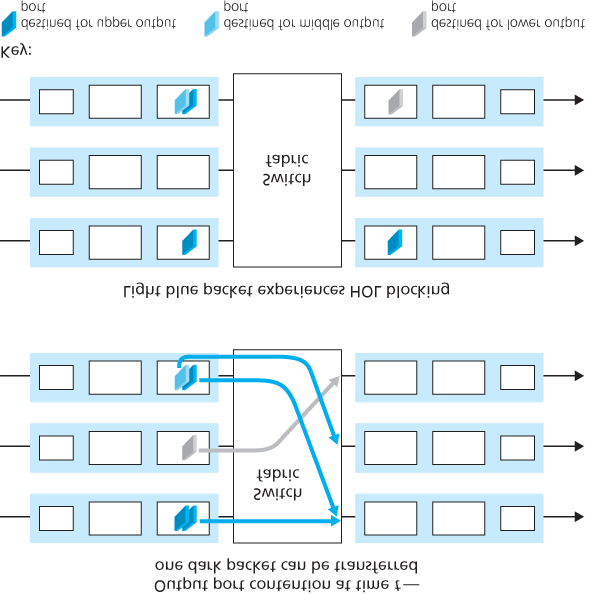 Output port contention at time t—
one dark packet can be transferred
Switch
fabric
Light blue packet experiences HOL blocking
Switch
fabric
Key:
destined for upper output
port
destined for middle output
port
destined for lower output
port